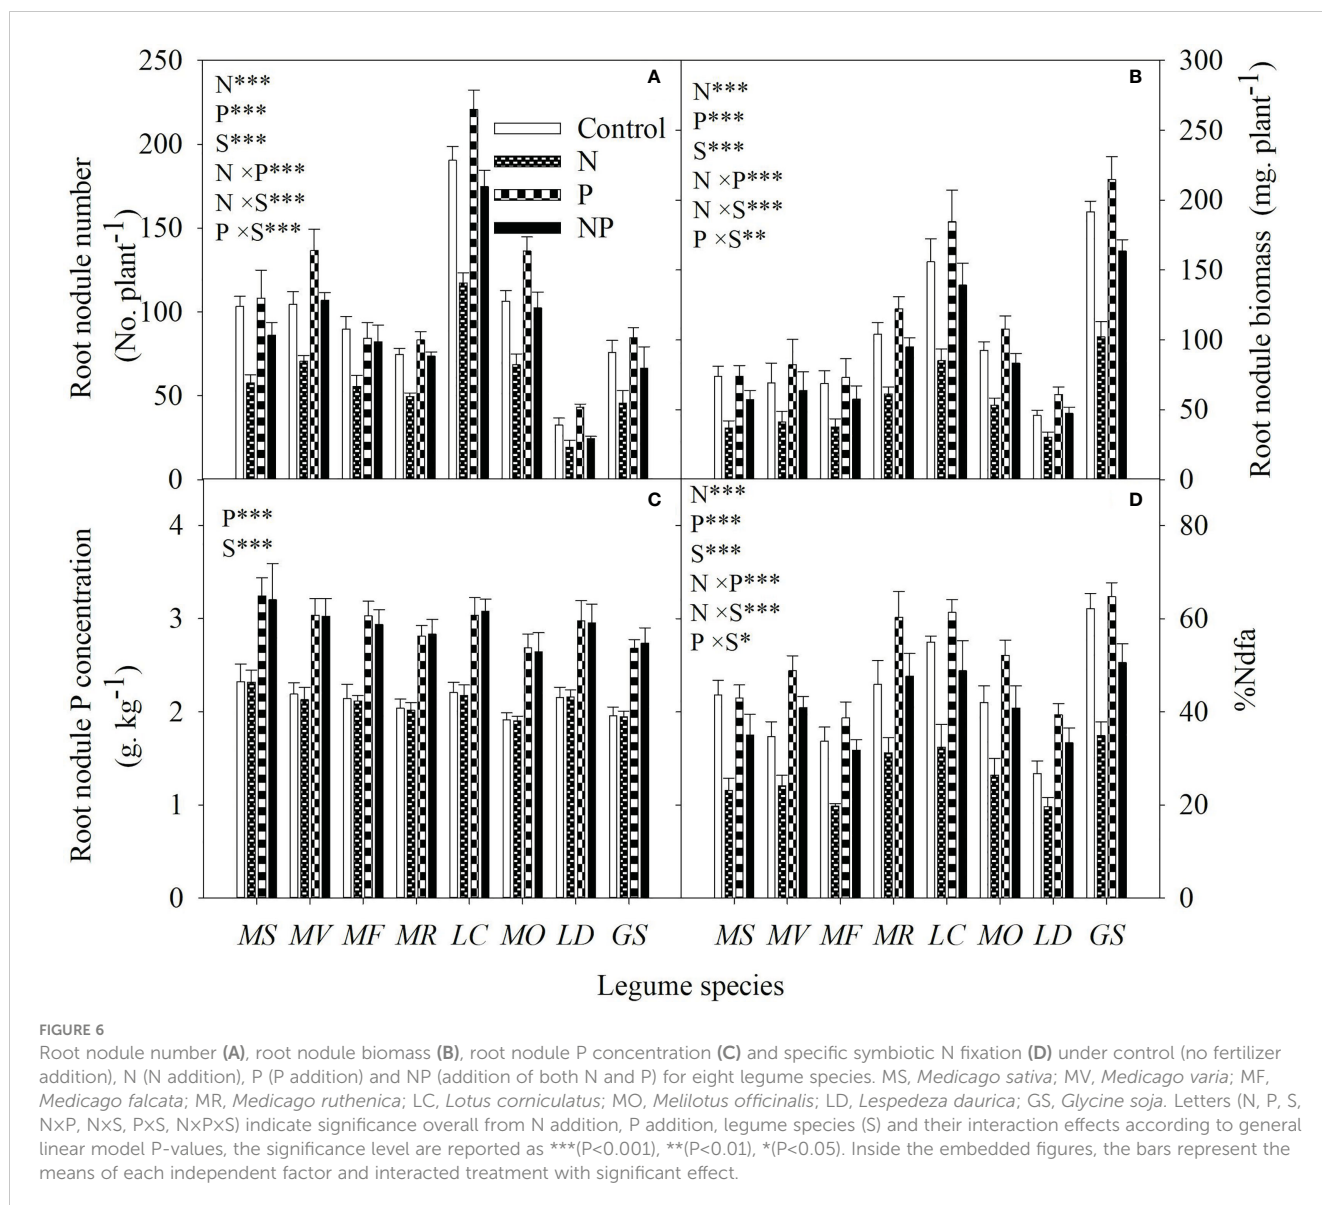 250
200
150
100
50
0
Root nodule number
(No. plant-1)
N***
P***
S***
N ×P***
N ×S***
P ×S***
A
Control
N
P
NP
N***
P***
S***
N ×P***
N ×S***
P ×S**
B
300
250
200
150
100
50
0
Root nodule biomass (mg. plant-1)
4
3
2
1
0
Root nodule P concentration
(g. kg-1)
P***
S***
C
N***
P***
S***
N ×P***
N ×S***
P ×S*
D
80
60
40
20
0
%Ndfa
MS MV MF MR LC MO LD GS
MS MV MF MR LC MO LD GS
Legume species
FIGURE 6
Root nodule number (A), root nodule biomass (B), root nodule P concentration (C) and specific symbiotic N fixation (D) under control (no fertilizer
addition), N (N addition), P (P addition) and NP (addition of both N and P) for eight legume species. MS, Medicago sativa; MV, Medicago varia; MF,
Medicago falcata; MR, Medicago ruthenica; LC, Lotus corniculatus; MO, Melilotus officinalis; LD, Lespedeza daurica; GS, Glycine soja. Letters (N, P, S,
N×P, N×S, P×S, N×P×S) indicate significance overall from N addition, P addition, legume species (S) and their interaction effects according to general
linear model P-values, the significance level are reported as ***(P<0.001), **(P<0.01), *(P<0.05). Inside the embedded figures, the bars represent the
means of each independent factor and interacted treatment with significant effect.